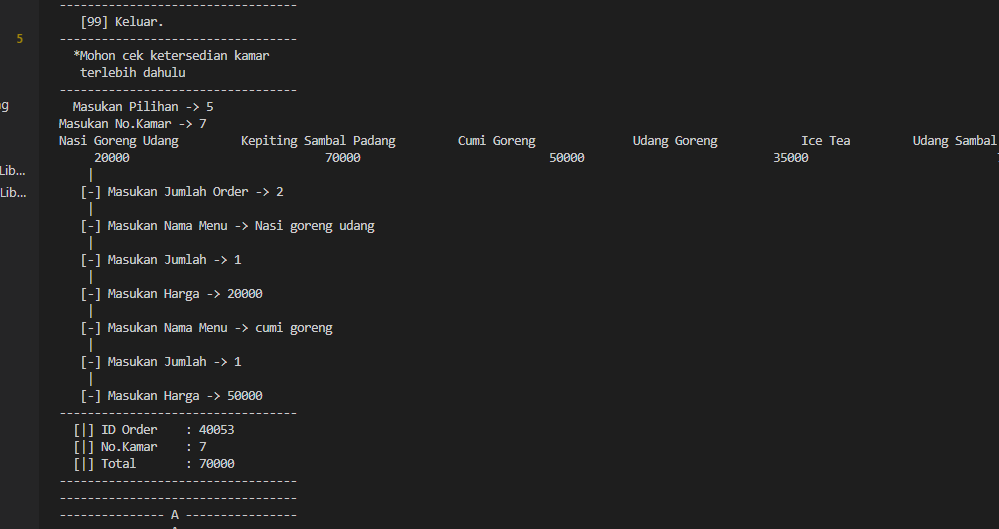 ----------------------------------
[99] Keluar.
5
----------------------------------
*Mohon cek ketersedian kamar
terlebih dahulu
----------------------------------
Masukan Pilihan -> 5
Masukan No.Kamar -> 7
Nasi Goreng Udang Kepiting Sambal Padang Cumi Goreng Udang Goreng Ice Tea Udang Sambal
20000 70000 50000 35000
|
Lib...
[-] Masukan Jumlah Order -> 2
Lib...
|
[-] Masukan Nama Menu -> Nasi goreng udang
|
[-] Masukan Jumlah -> 1
|
[-] Masukan Harga -> 20000
|
[-] Masukan Nama Menu -> cumi goreng
|
[-] Masukan Jumlah -> 1
|
[-] Masukan Harga -> 50000
----------------------------------
[|] ID Order : 40053
[|] No.Kamar : 7
[|] Total : 70000
----------------------------------
----------------------------------
--------------- A ----------------